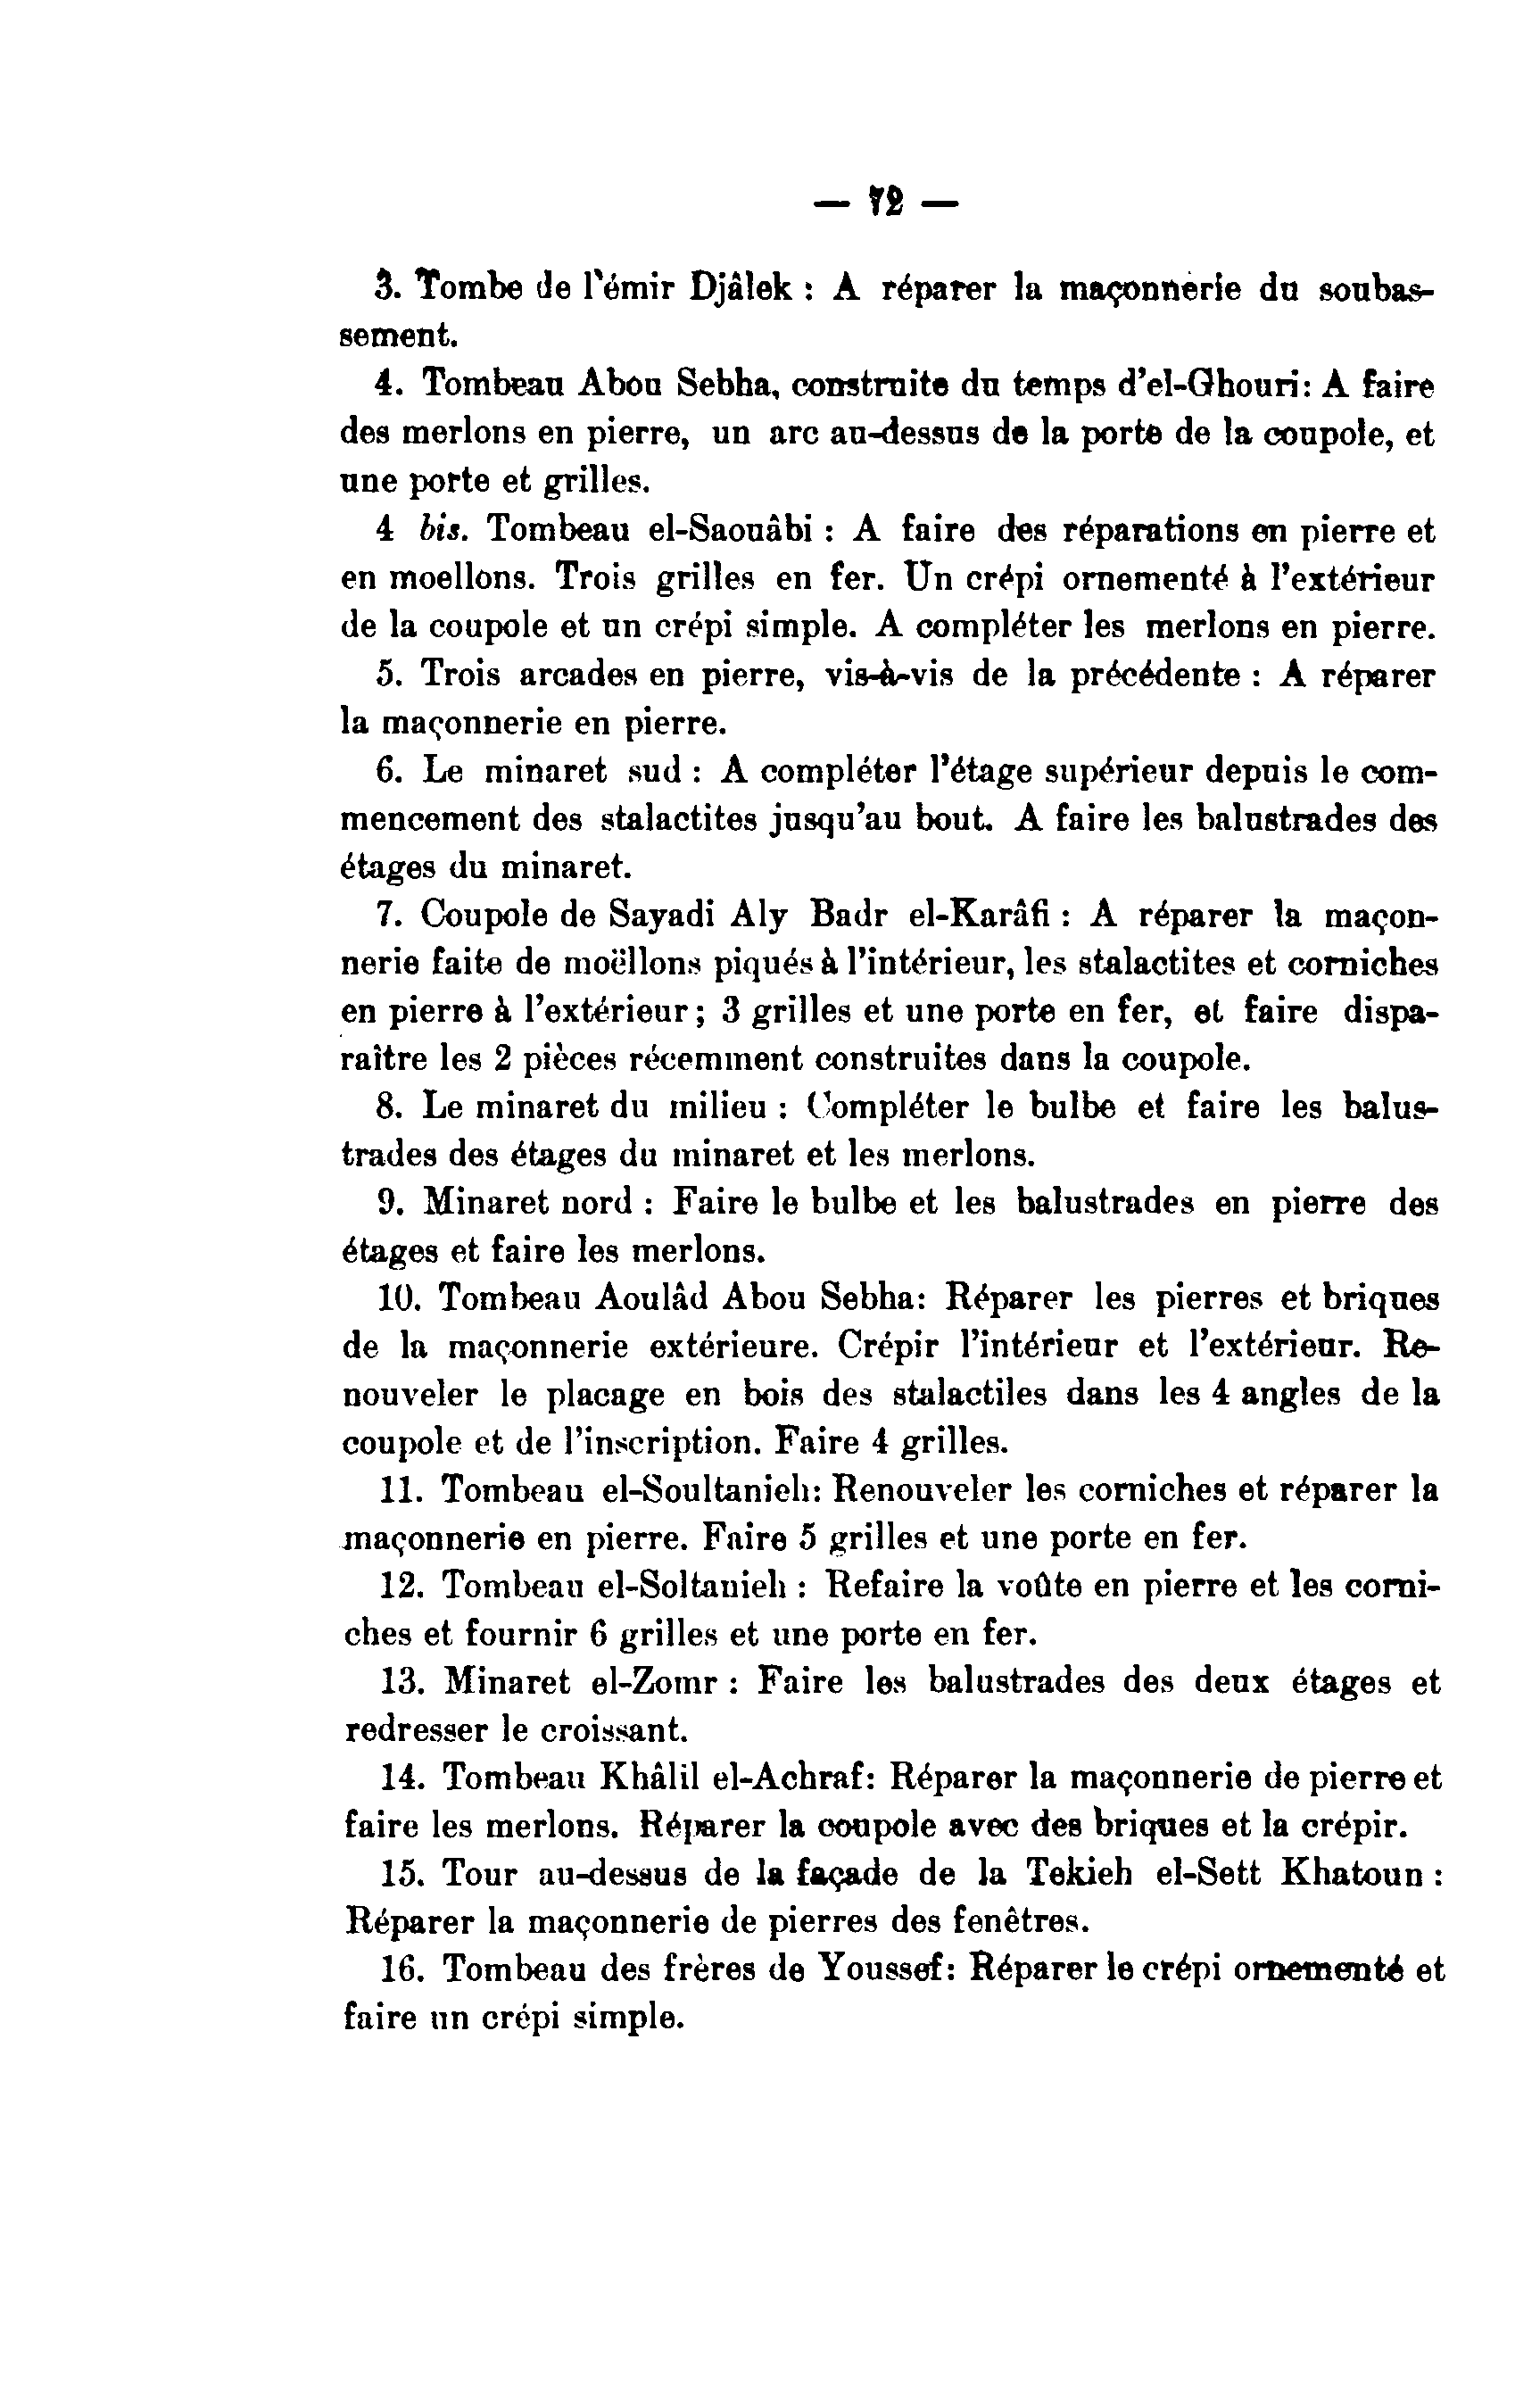 — 72 —
3. Tombe de l'émir Djâlek : A réparer la maçonnerie du soubas-
sement.
4. Tombeau Abou Sebha, construite du temps d'el-Ghouri: A faire
des merlons en pierre, un arc au-dessus de la porte de la coupole, et
une porte et grilles.
4 bis. Tombeau el-Saouâbi : A faire des réparations en pierre et
en moellons. Trois grilles en fer. Un crépi ornementé à l'extérieur
de la coupole et un crépi simple. A compléter les merlons en pierre.
5. Trois arcades en pierre, vis-à-vis de la précédente : A réparer
la maçonnerie en pierre.
6. Le minaret sud : A compléter l'étage supérieur depuis le com-
mencement des stalactites jusqu'au bout. A faire les balustrades des
étages du minaret.
7. Coupole de Sayadi Aly Badr el-Karâfi : A réparer la maçon-
nerie faite de moëllons piqués à l'intérieur, les stalactites et corniches
en pierre à l'extérieur ; 3 grilles et une porte en fer, et faire dispa-
raître les 2 pièces récemment construites dans la coupole.
8. Le minaret du milieu : Compléter le bulbe et faire les balus-
trades des étages du minaret et les merlons.
9. Minaret nord : Faire le bulbe et les balustrades en pierre des
étages et faire les merlons.
10. Tombeau Aoulâd Abou Sebha: Réparer les pierres et briques
de la maçonnerie extérieure. Crépir l'intérieur et l'extérieur. Re-
nouveler le placage en bois des stalactiles dans les 4 angles de la
coupole et de l'inscription. Faire 4 grilles.
11. Tombeau el-Soultanieh: Renouveler les corniches et réparer la
maçonnerie en pierre. Faire 5 grilles et une porte en fer.
12. Tombeau el-Soltanieh : Refaire la voûte en pierre et les corni-
ches et fournir 6 grilles et une porte en fer.
13. Minaret el-Zomr : Faire les balustrades des deux étages et
redresser le croissant.
14. Tombeau Khâlil el-Achraf: Réparer la maçonnerie de pierre et
faire les merlons. Réparer la coupole avec des briques et la crépir.
15. Tour au-dessus de la façade de la Tekieh el-Sett Khatoun :
Réparer la maçonnerie de pierres des fenêtres.
16. Tombeau des frères de Youssef: Réparer le crépi ornementé et
faire un crépi simple.